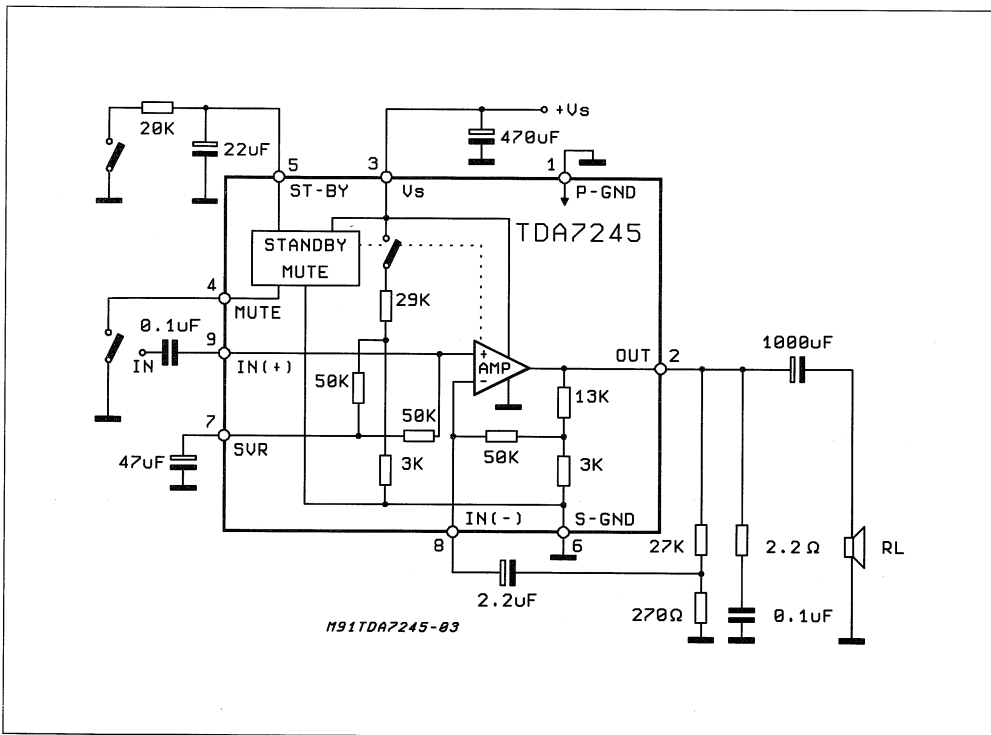 20K
22uF
+Vs
470uF
5
3
1
ST-BY
Vs
P-GND
TDA7245
STANDBY
MUTE
4
MUTE
29K
0.1uF
9
IN
IN(+)
+
AMP
-
OUT
2
1000uF
50K
13K
50K
7
SVR
50K
47uF
3K
3K
IN(-)
S-GND
8
6
27K
2.2Ω
RL
2.2uF
270Ω
0.1uF
M91TDA7245-03